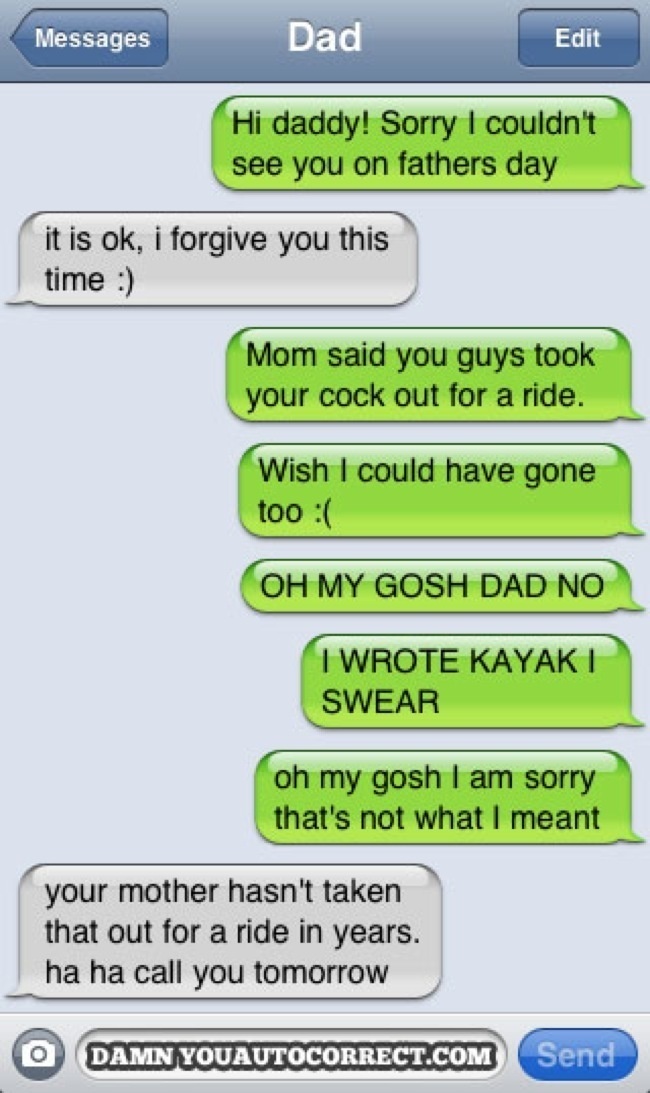 Messages
Dad
Edit
Hi daddy! Sorry I couldn't
see you on fathers day
it is ok, i forgive you this
time :)
Mom said you guys took
your cock out for a ride.
Wish I could have gone
too :(
OH MY GOSH DAD NO
I WROTE KAYAK I
SWEAR
oh my gosh I am sorry
that's not what I meant
your mother hasn't taken
that out for a ride in years.
ha ha call you tomorrow
DAMNYOUAUTOCORRECT.COM
Send